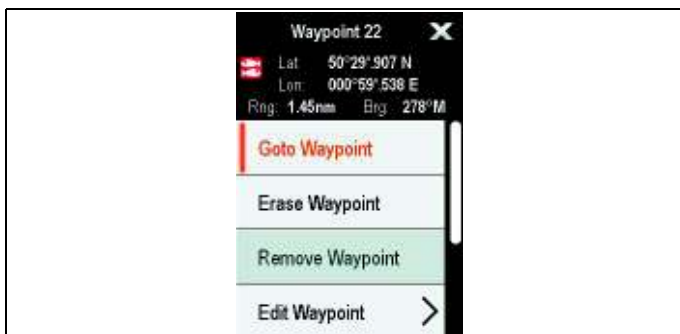 Waypoint 22 X
Lat 50°29'.907 N
Lon: 000°59'.538 E
Rng: 1.45nm Brg: 278°M
Goto Waypoint
Erase Waypoint
Remove Waypoint
Edit Waypoint >